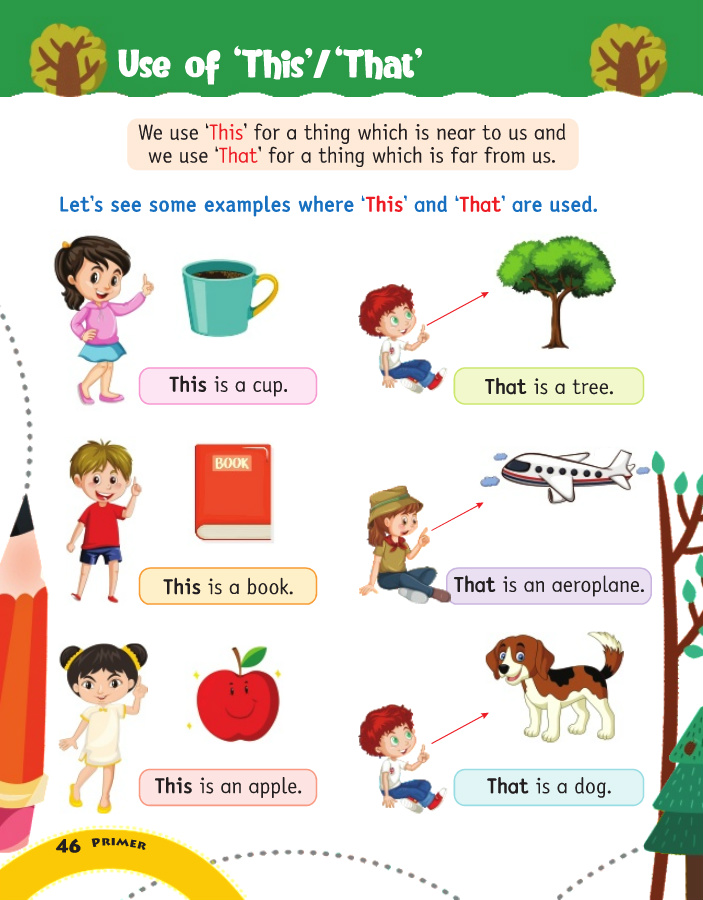 Use of ‘This’/‘That’
We use ‘This’ for a thing which is near to us and
we use ‘That’ for a thing which is far from us.
Let’s see some examples where ‘This’ and ‘That’ are used.
This is a cup.
That is a tree.
BOOK
This is a book.
That is an aeroplane.
This is an apple.
That is a dog.
46 PRIMER